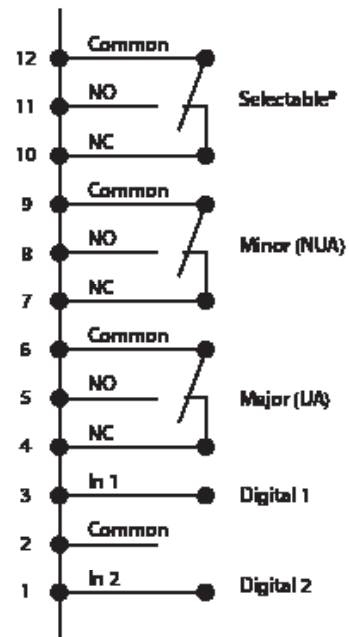 12 Common
11 NO Selectable*
10 NC
9 Common
8 NO Minor (NUA)
7 NC
6 Common
5 NO Major (UA)
4 NC
3 In 1 Digital 1
2 Common
1 In 2 Digital 2